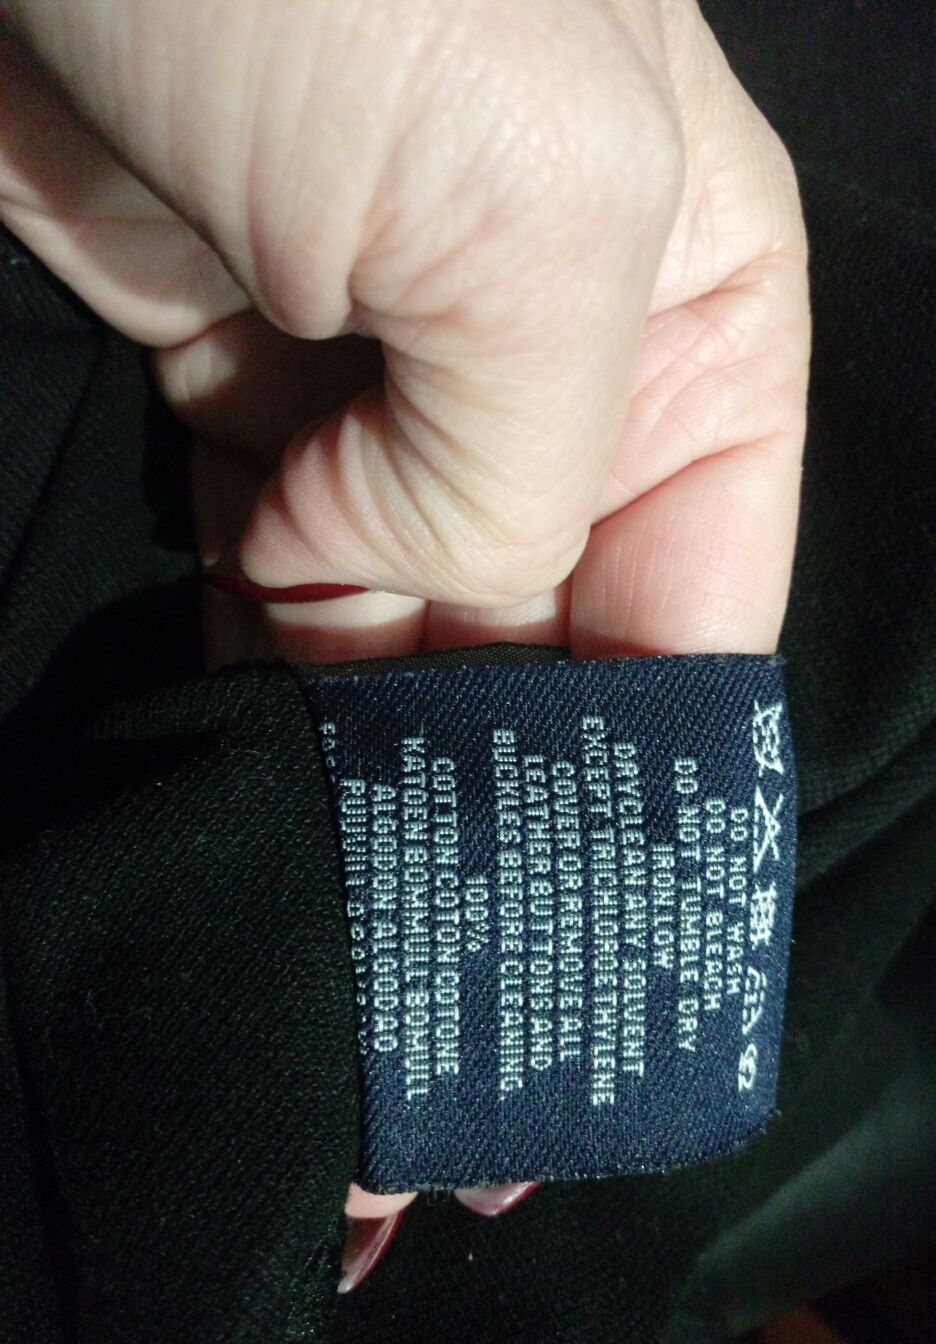 DO NOT WASH
DO NOT BLEACH
DO NOT TUMBLE DRY
IRON LOW
DRYCLEAN ANY SOLVENT
EXCEPT TRICHLOROETHYLENE
COVER OR REMOVE ALL
LEATHER BUTTONS AND
BUCKLES BEFORE CLEANING
100%
COTTON COTON COTONE
KATOEN BOMMULL BOMULL
ALGODON ALGODAO